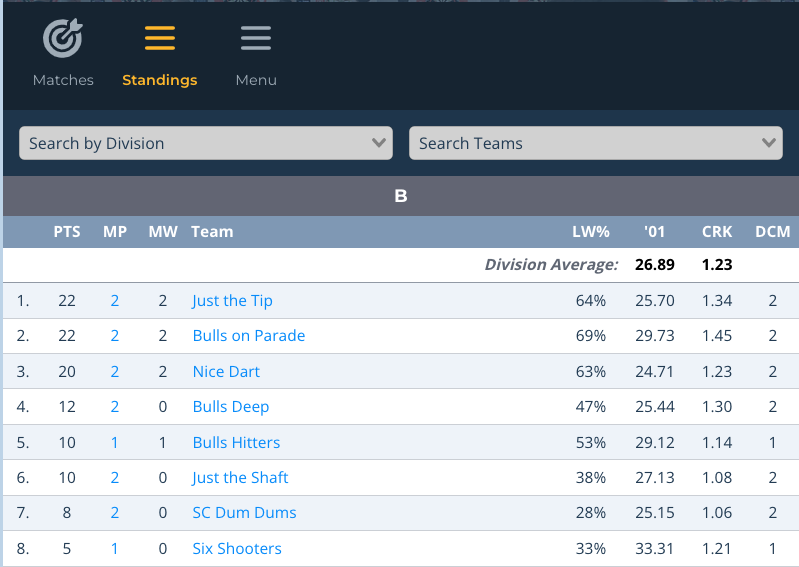 Matches Standings Menu
Search by Division Search Teams
B
PTS MP MW Team LW% '01 CRK DCM
Division Average: 26.89 1.23
1. 22 2 2 Just the Tip 64% 25.70 1.34 2
2. 22 2 2 Bulls on Parade 69% 29.73 1.45 2
3. 20 2 2 Nice Dart 63% 24.71 1.23 2
4. 12 2 0 Bulls Deep 47% 25.44 1.30 2
5. 10 1 1 Bulls Hitters 53% 29.12 1.14 1
6. 10 2 0 Just the Shaft 38% 27.13 1.08 2
7. 8 2 0 SC Dum Dums 28% 25.15 1.06 2
8. 5 1 0 Six Shooters 33% 33.31 1.21 1